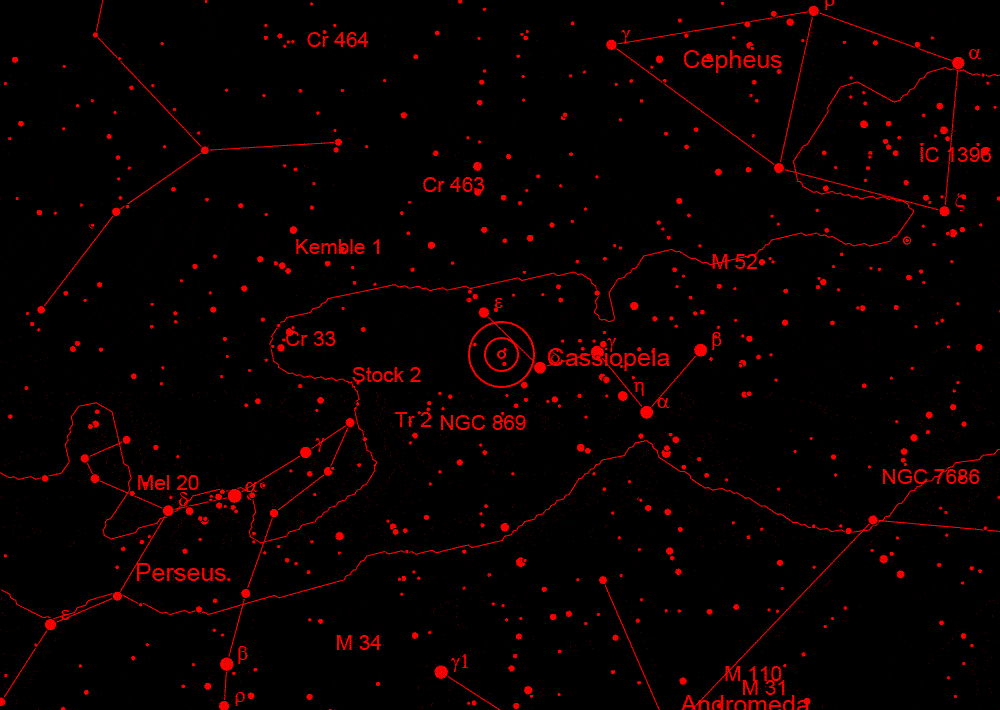 β
γ
Cr 464
Cepheus
α
IC 1396
Cr 463
ζ
Kemble 1
M 52
ε
Cr 33
γ
β
δ
Cassiopeia
Stock 2
η
α
Tr 2
NGC 869
γ
NGC 7686
Mel 20
α
δ
Perseus
ε
M 34
β
γ1
M 110
M 31
ρ
Andromeda